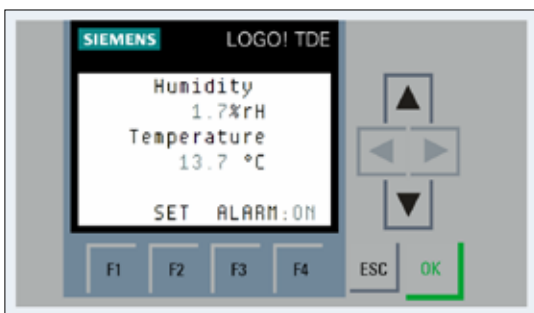 SIEMENS LOGO! TDE
Humidity
1.7%rH
Temperature
13.7 °C
SET ALARM:ON
F1 F2 F3 F4 ESC OK